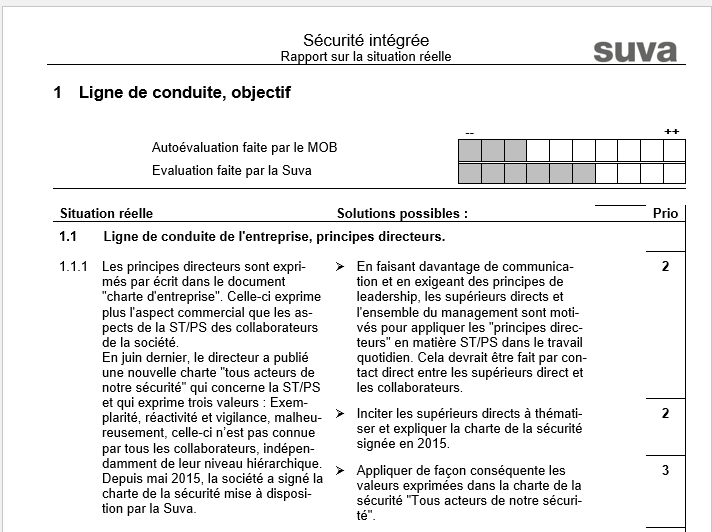 Sécurité intégrée
Rapport sur la situation réelle
suva
1 Ligne de conduite, objectif
-- ++
Autoévaluation faite par le MOB
Evaluation faite par la Suva
Situation réelle Solutions possibles : Prio
1.1 Ligne de conduite de l'entreprise, principes directeurs.
1.1.1 Les principes directeurs sont expri-
més par écrit dans le document
"charte d'entreprise". Celle-ci exprime
plus l'aspect commercial que les as-
pects de la ST/PS des collaborateurs
de la société.
En juin dernier, le directeur a publié
une nouvelle charte "tous acteurs de
notre sécurité" qui concerne la ST/PS
et qui exprime trois valeurs : Exem-
plarité, réactivité et vigilance, malheu-
reusement, celle-ci n'est pas connue
par tous les collaborateurs, indépen-
damment de leur niveau hiérarchique.
Depuis mai 2015, la société a signé la
charte de la sécurité mise à disposi-
tion par la Suva.
➢ En faisant davantage de communica-
tion et en exigeant des principes de
leadership, les supérieurs directs et
l'ensemble du management sont moti-
vés pour appliquer les "principes direc-
teurs" en matière ST/PS dans le travail
quotidien. Cela devrait être fait par con-
tact direct entre les supérieurs direct et
les collaborateurs.
2
➢ Inciter les supérieurs directs à thémati-
ser et expliquer la charte de la sécurité
signée en 2015.
2
➢ Appliquer de façon conséquente les
valeurs exprimées dans la charte de la
sécurité "Tous acteurs de notre sécuri-
té".
3